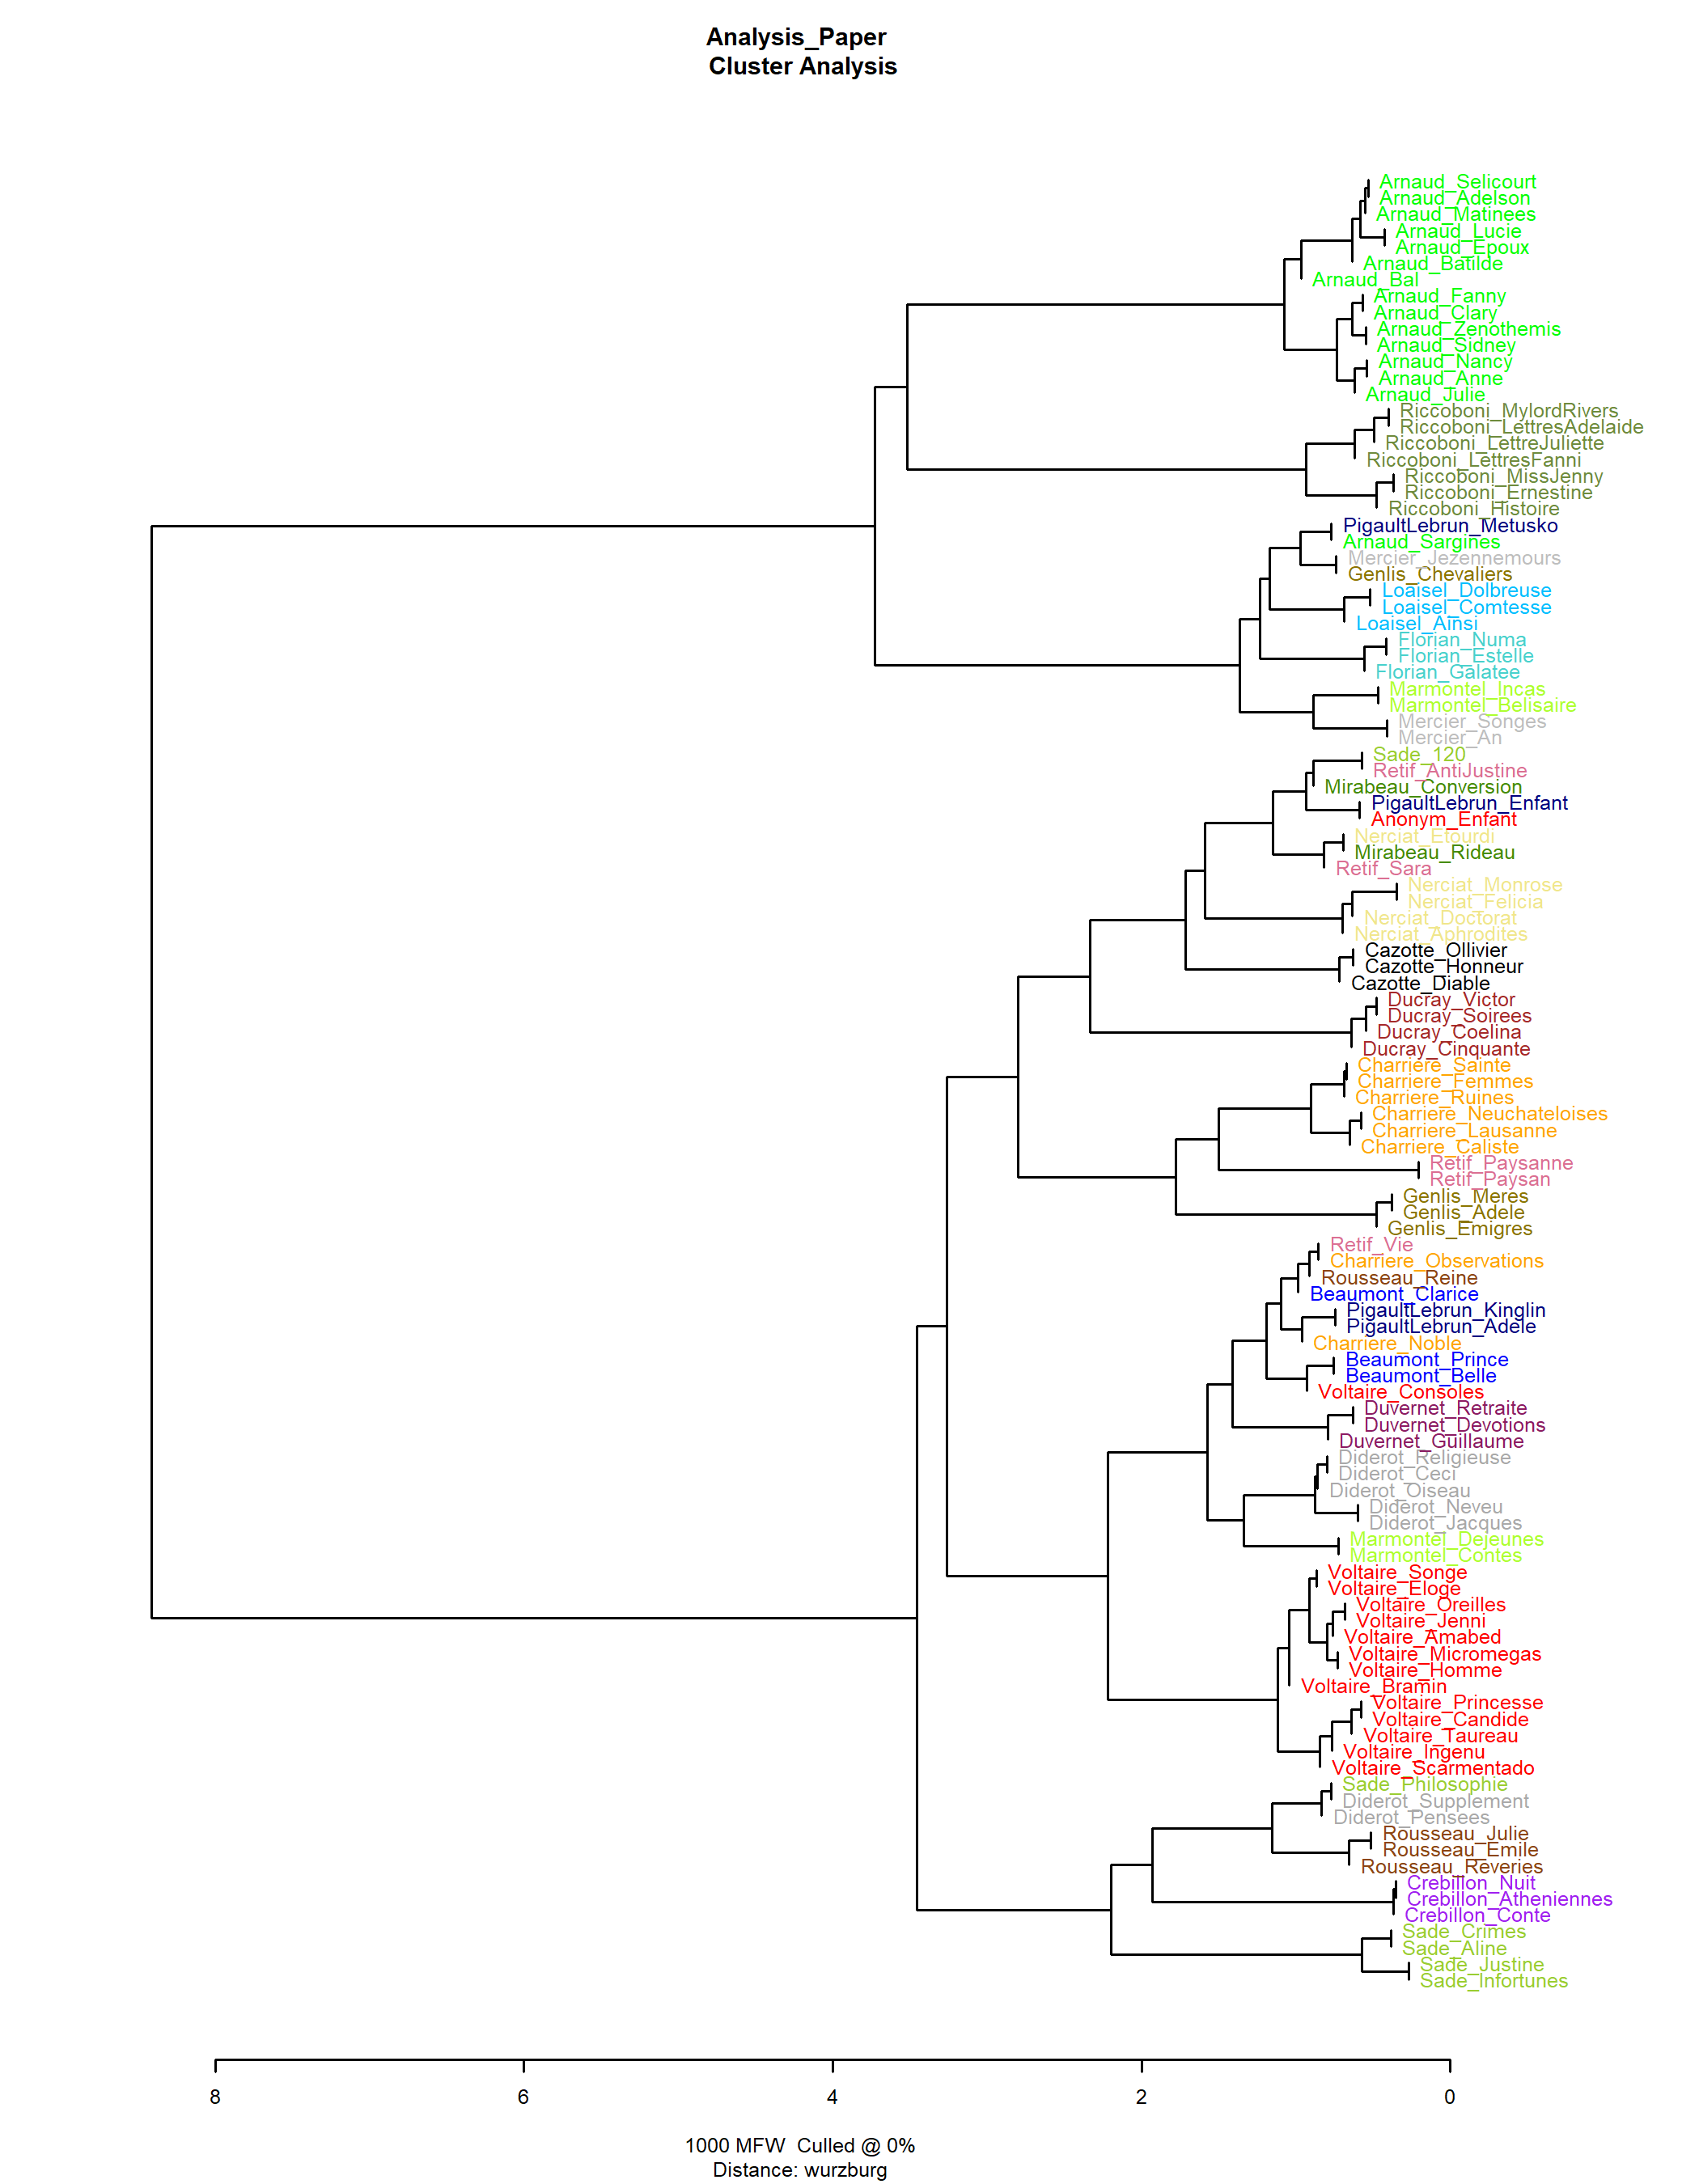 Analysis_Paper
Cluster Analysis
Arnaud_Selicourt
Arnaud_Adelson
Arnaud_Matinees
Arnaud_Lucie
Arnaud_Epoux
Arnaud_Batilde
Arnaud_Bal
Arnaud_Fanny
Arnaud_Clary
Arnaud_Zenothemis
Arnaud_Sidney
Arnaud_Nancy
Arnaud_Anne
Arnaud_Julie
Riccoboni_MylordRivers
Riccoboni_LettresAdelaide
Riccoboni_LettreJuliette
Riccoboni_LettresFanni
Riccoboni_MissJenny
Riccoboni_Ernestine
Riccoboni_Histoire
PigaultLebrun_Metusko
Arnaud_Sargines
Mercier_Jezennemours
Genlis_Chevaliers
Loaisel_Dolbreuse
Loaisel_Comtesse
Loaisel_Ainsi
Florian_Numa
Florian_Estelle
Florian_Galatee
Marmontel_Incas
Marmontel_Belisaire
Mercier_Songes
Mercier_An
Sade_120
Retif_AntiJustine
Mirabeau_Conversion
PigaultLebrun_Enfant
Anonym_Enfant
Nerciat_Etourdi
Mirabeau_Rideau
Retif_Sara
Nerciat_Monrose
Nerciat_Felicia
Nerciat_Doctorat
Nerciat_Aphrodites
Cazotte_Ollivier
Cazotte_Honneur
Cazotte_Diable
Ducray_Victor
Ducray_Soirees
Ducray_Coelina
Ducray_Cinquante
Charriere_Sainte
Charriere_Femmes
Charriere_Ruines
Charriere_Neuchateloises
Charriere_Lausanne
Charriere_Caliste
Retif_Paysanne
Retif_Paysan
Genlis_Meres
Genlis_Adele
Genlis_Emigres
Retif_Vie
Charriere_Observations
Rousseau_Reine
Beaumont_Clarice
PigaultLebrun_Kinglin
PigaultLebrun_Adele
Charriere_Noble
Beaumont_Prince
Beaumont_Belle
Voltaire_Consoles
Duvernet_Retraite
Duvernet_Devotions
Duvernet_Guillaume
Diderot_Religieuse
Diderot_Ceci
Diderot_Oiseau
Diderot_Neveu
Diderot_Jacques
Marmontel_Dejeunes
Marmontel_Contes
Voltaire_Songe
Voltaire_Eloge
Voltaire_Oreilles
Voltaire_Jenni
Voltaire_Amabed
Voltaire_Micromegas
Voltaire_Homme
Voltaire_Bramin
Voltaire_Princesse
Voltaire_Candide
Voltaire_Taureau
Voltaire_Ingenu
Voltaire_Scarmentado
Sade_Philosophie
Diderot_Supplement
Diderot_Pensees
Rousseau_Julie
Rousseau_Emile
Rousseau_Reveries
Crebillon_Nuit
Crebillon_Atheniennes
Crebillon_Conte
Sade_Crimes
Sade_Aline
Sade_Justine
Sade_Infortunes
8 6 4 2 0
1000 MFW Culled @ 0%
Distance: wurzburg